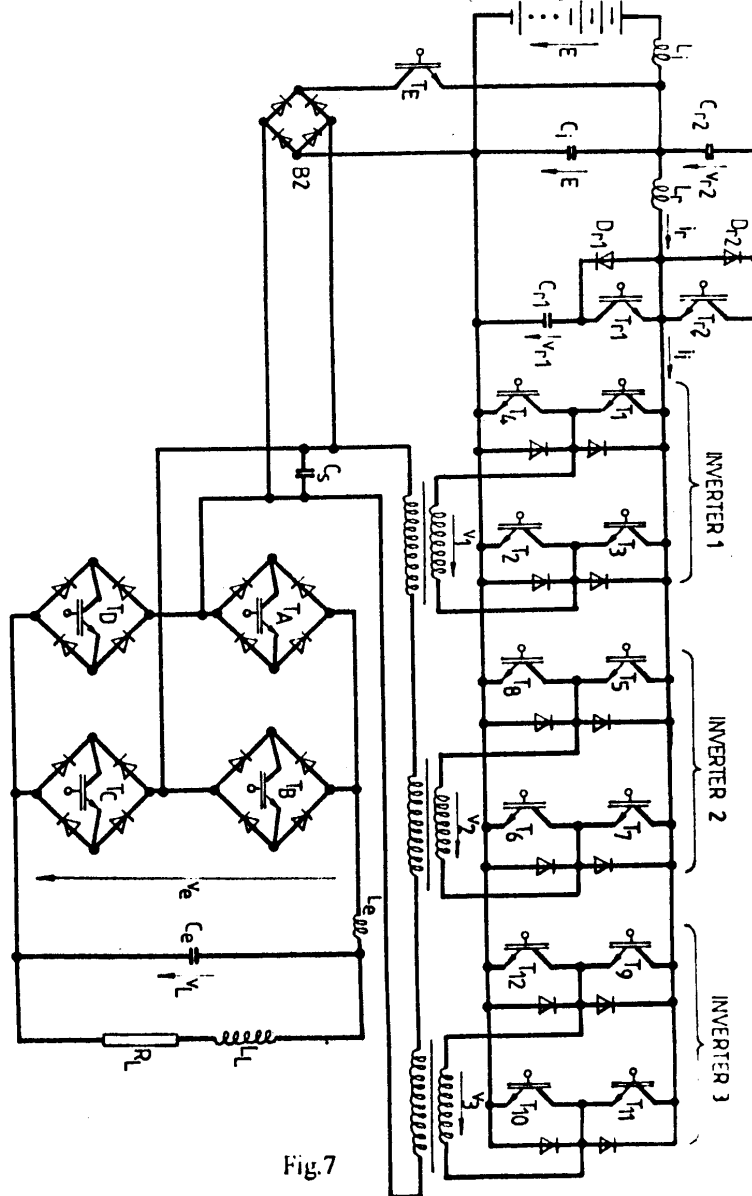 E
L_i
T_E
B2
C_i
E
C_r2
v_r2
L_r
i_r
D_r1
D_r2
C_r1
v_r1
T_r1
T_r2
i_i
INVERTER 1
T_1
T_4
T_3
T_2
v_1
C_s
INVERTER 2
T_5
T_8
T_7
T_6
v_2
INVERTER 3
T_9
T_12
T_11
T_10
v_3
T_A
T_D
T_B
T_C
v_e
L_e
C_e
v_L
L_L
R_L
Fig.7